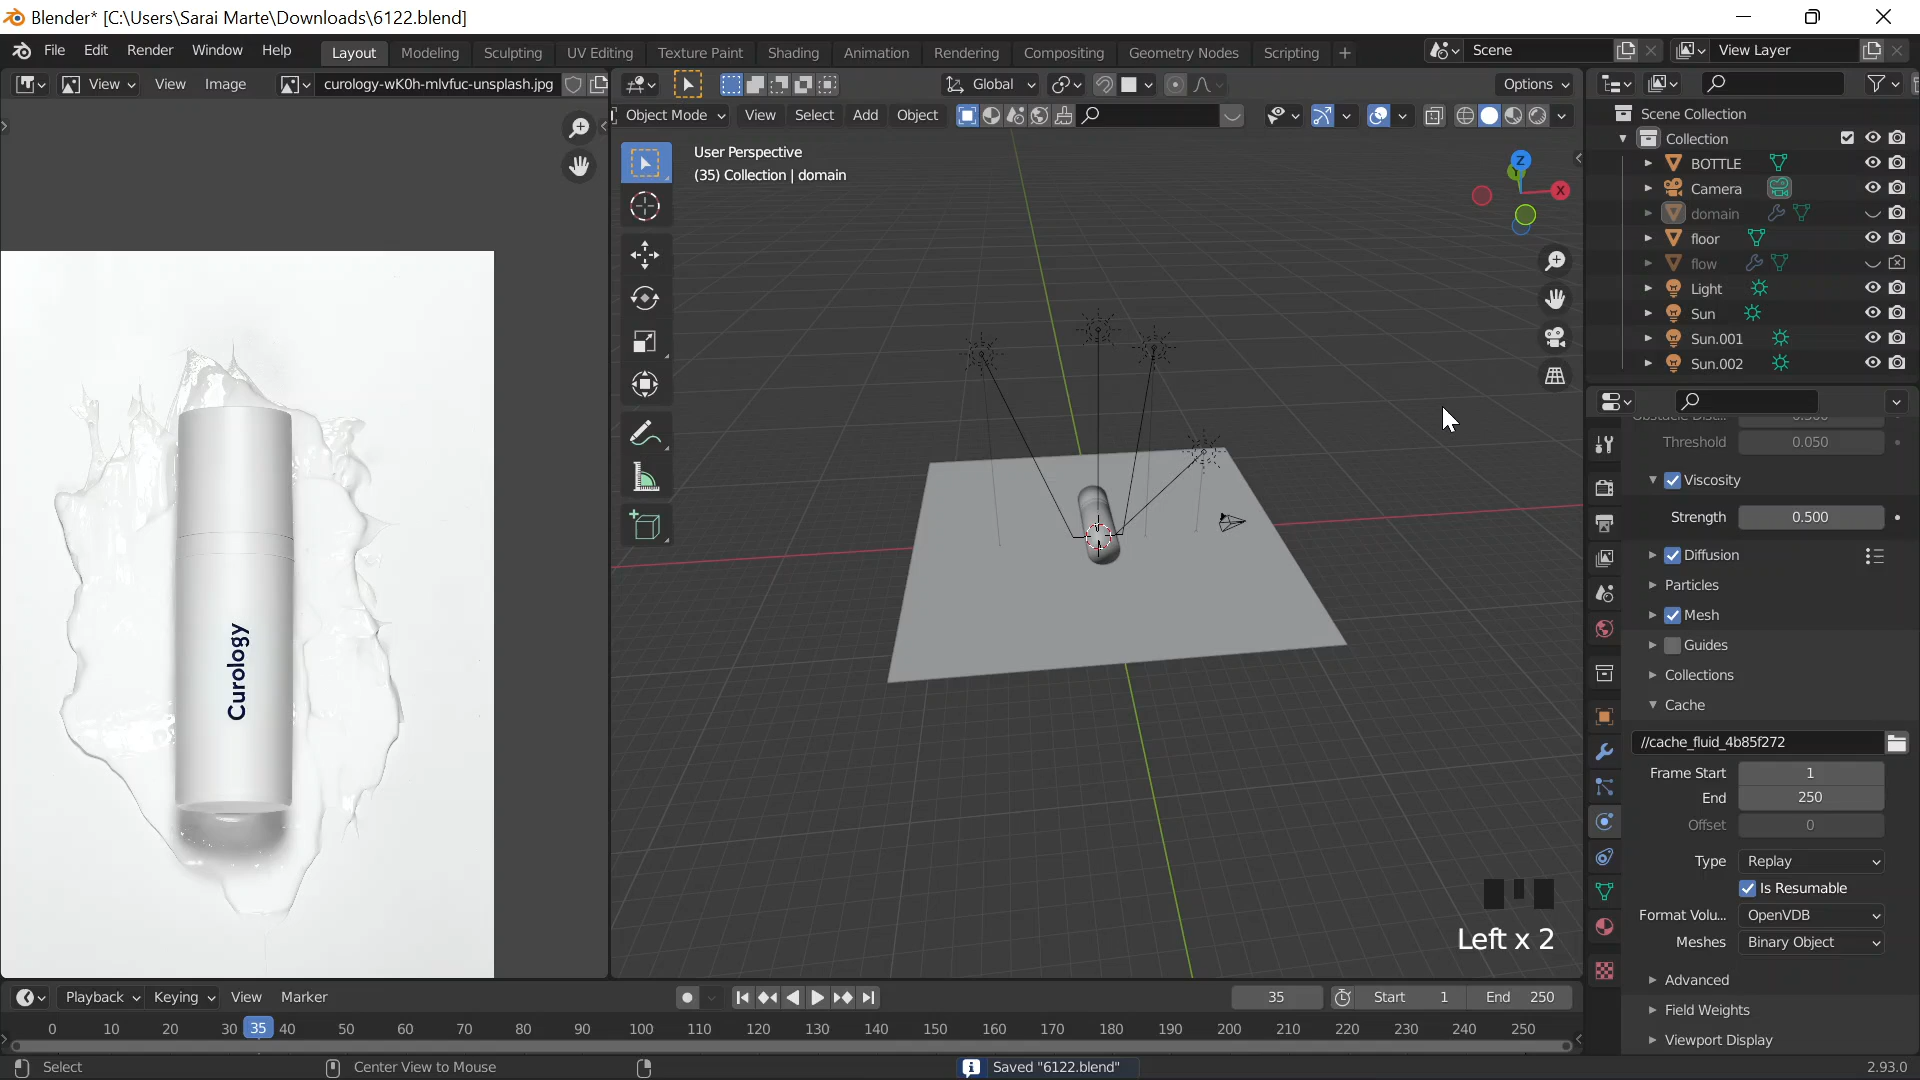 Blender* [C:\Users\Sarai Marte\Downloads\6122.blend]
File Edit Render Window Help Layout Modeling Sculpting UV Editing Texture Paint Shading Animation Rendering Compositing Geometry Nodes Scripting + Scene View Layer
View View Image curology-wK0h-mlvfuc-unsplash.jpg Global Options
Object Mode View Select Add Object
User Perspective
(35) Collection | domain
Z
Y
X
Curology
Left x 2
Scene Collection
Collection
BOTTLE
Camera
domain
floor
flow
Light
Sun
Sun.001
Sun.002
Threshold 0.050
Viscosity
Strength 0.500
Diffusion
Particles
Mesh
Guides
Collections
Cache
//cache_fluid_4b85f272
Frame Start 1
End 250
Offset 0
Type Replay
Is Resumable
Format Volu... OpenVDB
Meshes Binary Object
Advanced
Field Weights
Viewport Display
Playback Keying View Marker 35 Start 1 End 250
0 10 20 30 35 40 50 60 70 80 90 100 110 120 130 140 150 160 170 180 190 200 210 220 230 240 250
Select Center View to Mouse Saved "6122.blend" 2.93.0